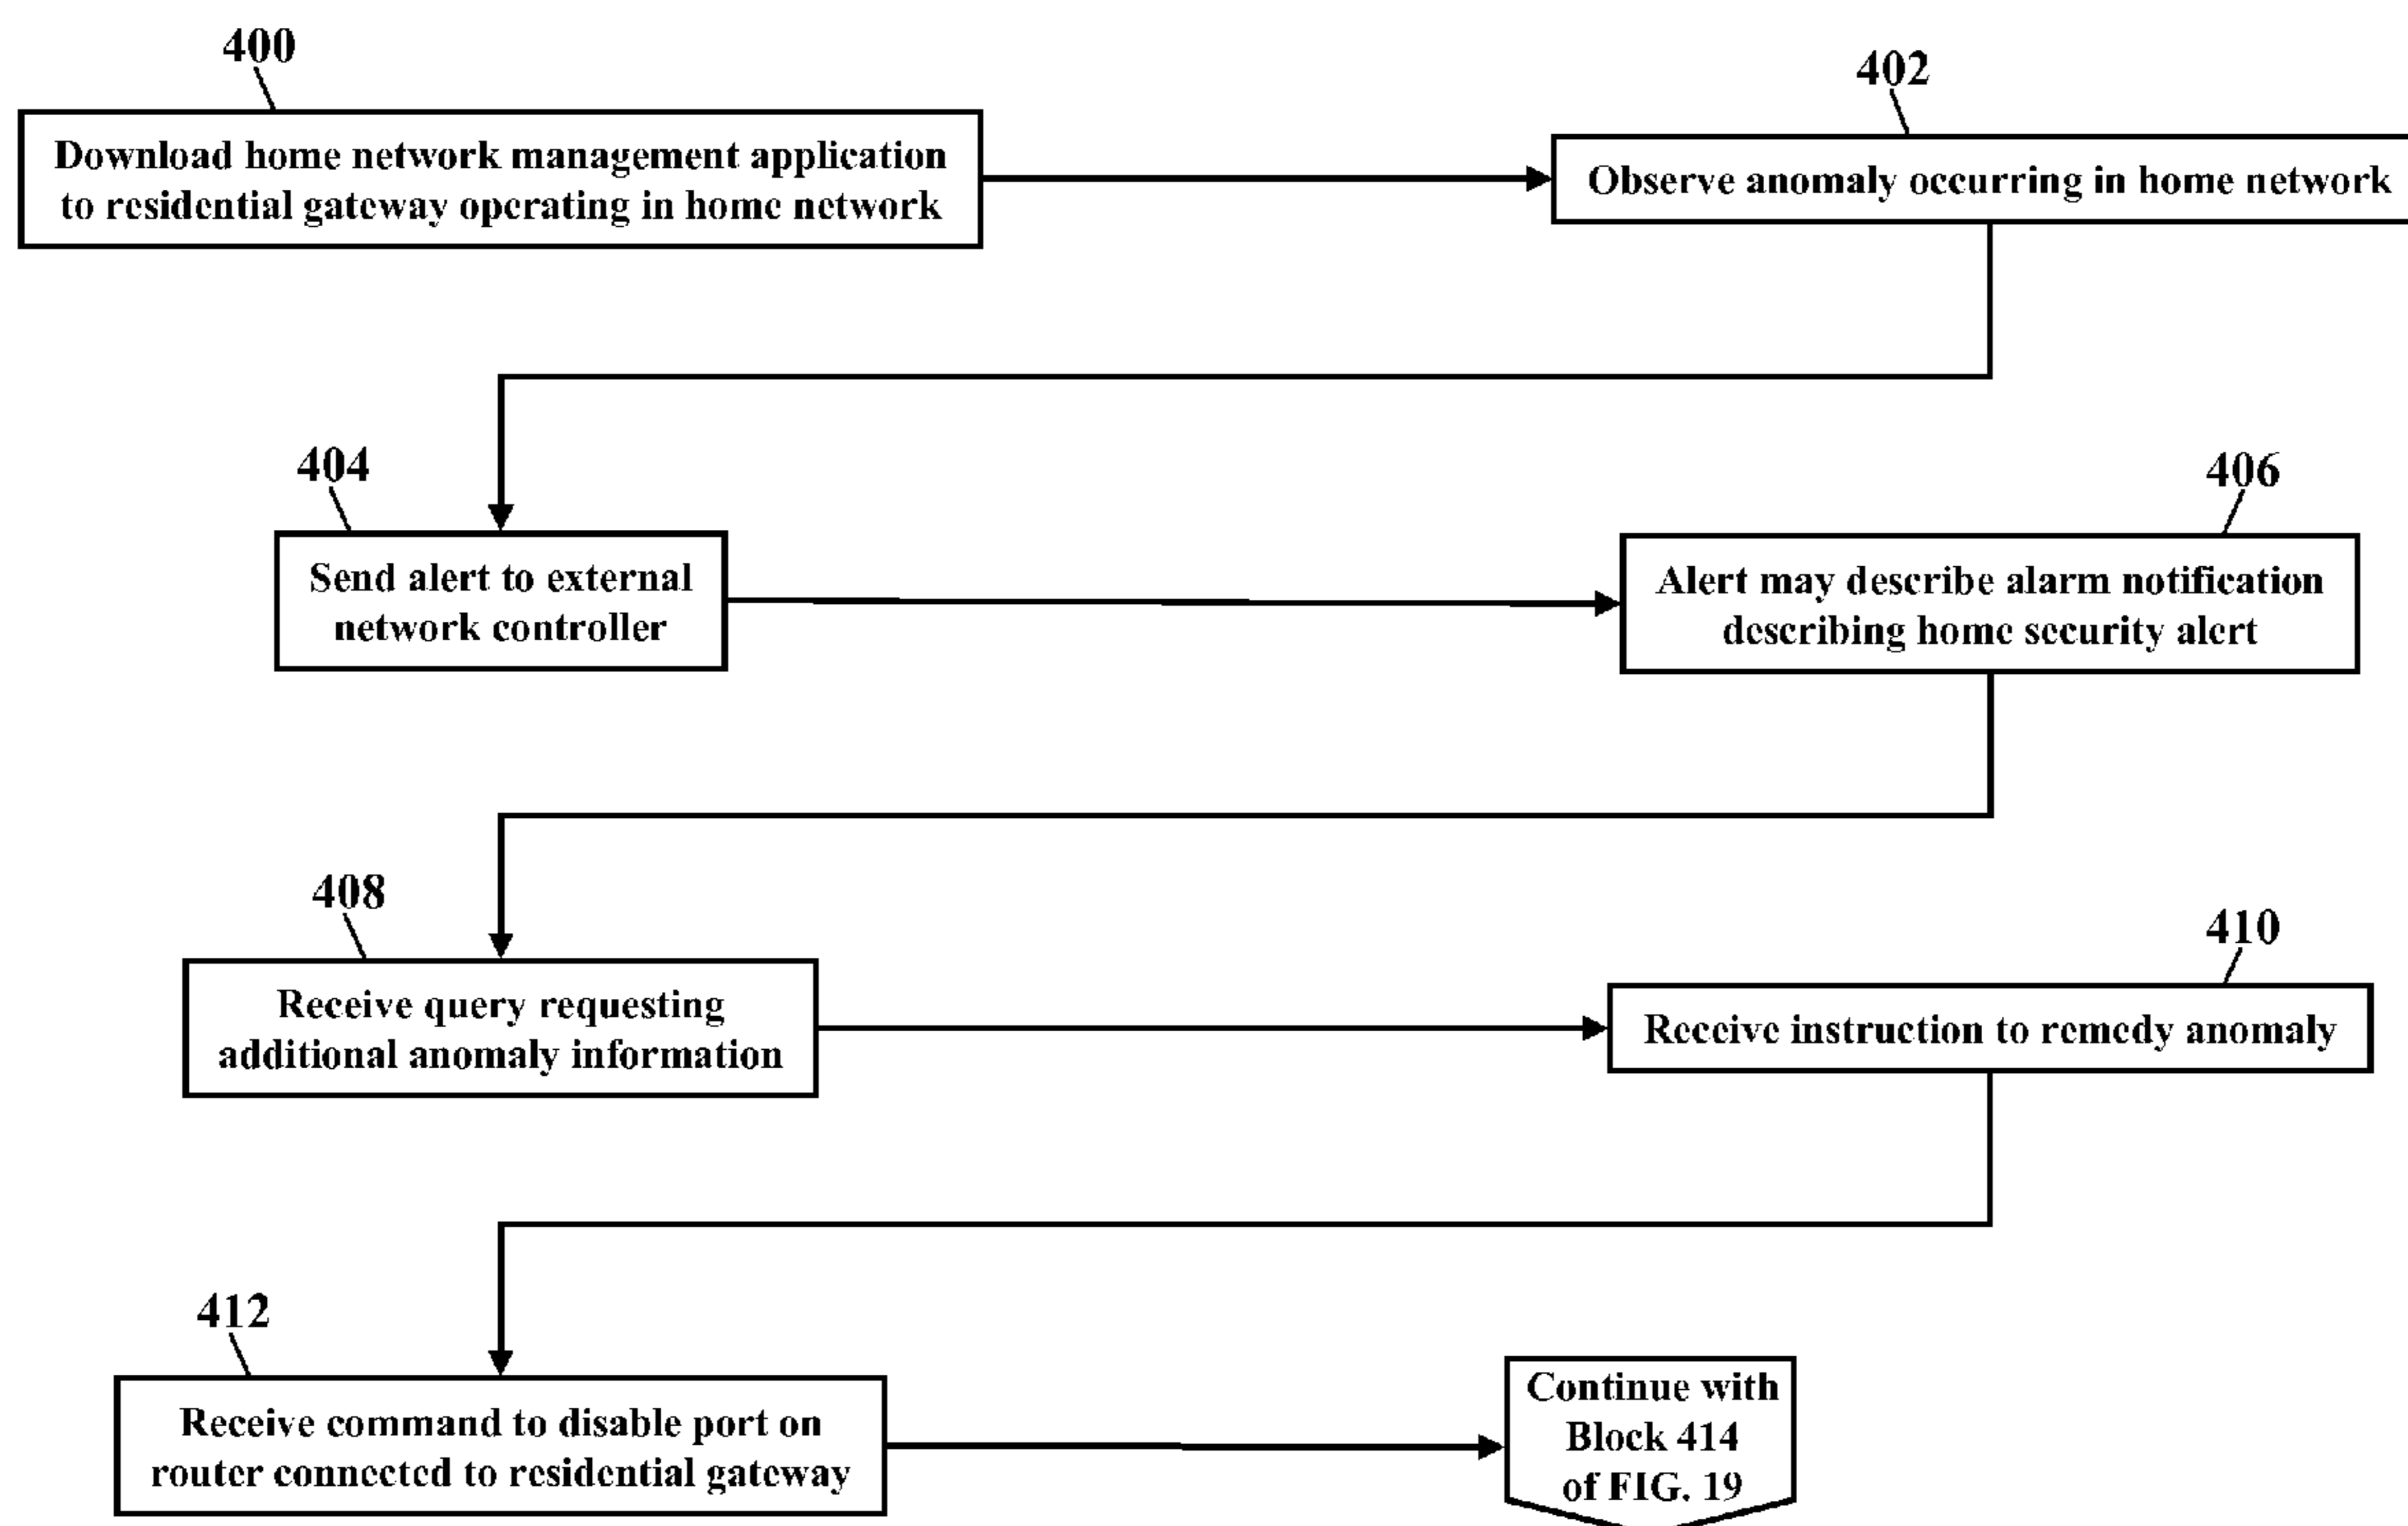 400
Download home network management application
to residential gateway operating in home network
402
Observe anomaly occurring in home network
404
Send alert to external
network controller
406
Alert may describe alarm notification
describing home security alert
408
Receive query requesting
additional anomaly information
410
Receive instruction to remedy anomaly
412
Receive command to disable port on
router connected to residential gateway
Continue with
Block 414
of FIG. 19